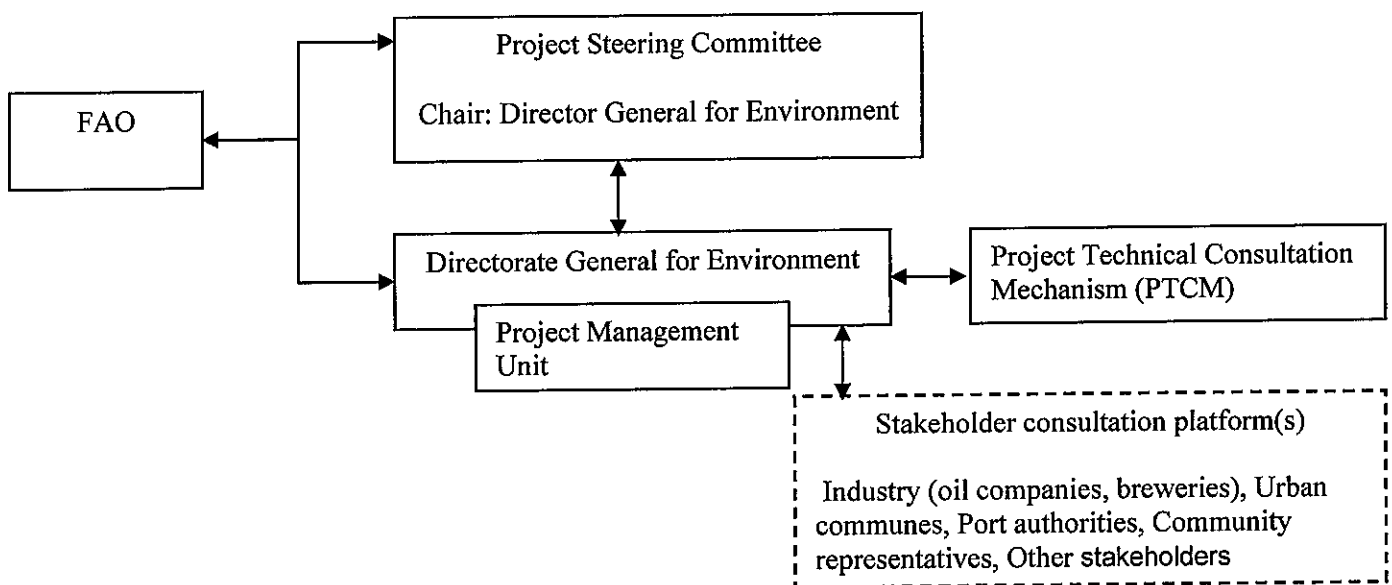 Project Steering Committee
Chair: Director General for Environment
FAO
Directorate General for Environment
Project Management
Unit
Project Technical Consultation
Mechanism (PTCM)
Stakeholder consultation platform(s)
Industry (oil companies, breweries), Urban
communes, Port authorities, Community
representatives, Other stakeholders